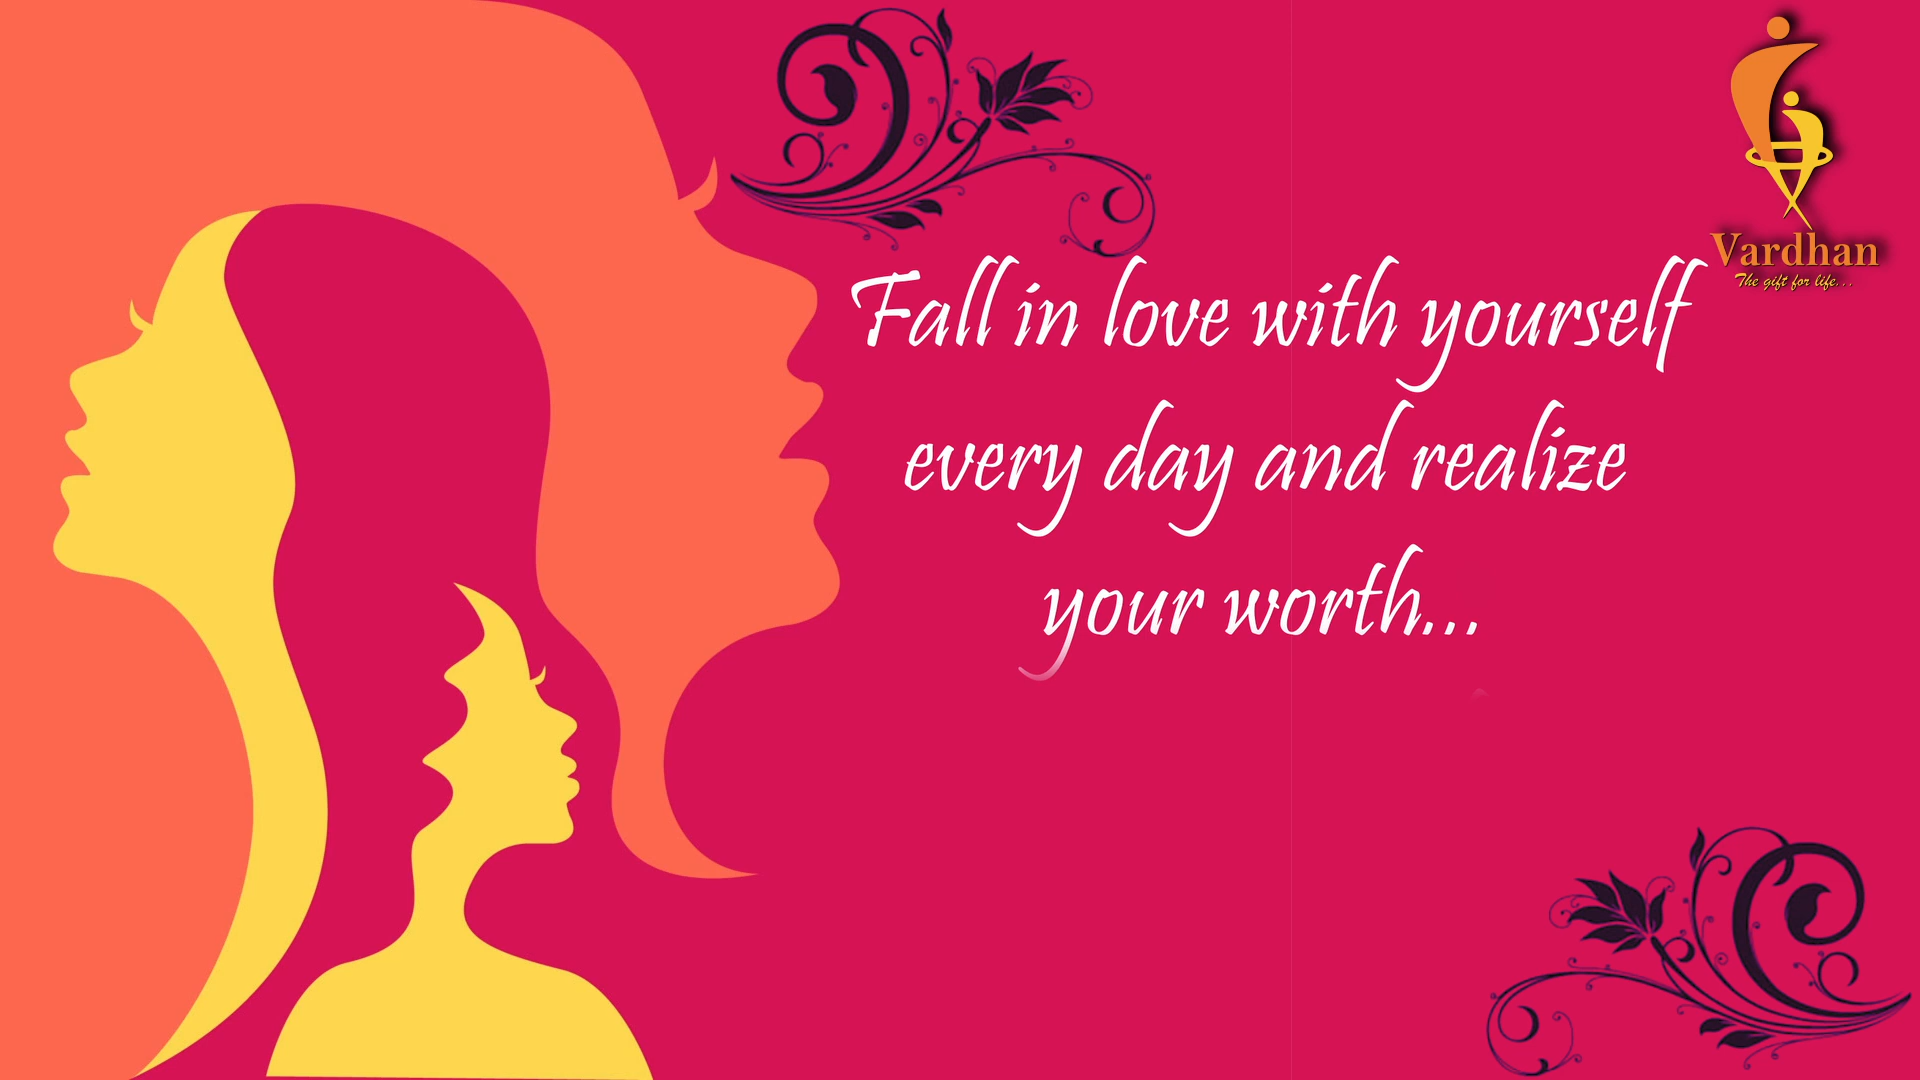 Vardhan
The gift for life...
Fall in love with yourself
every day and realize
your worth...